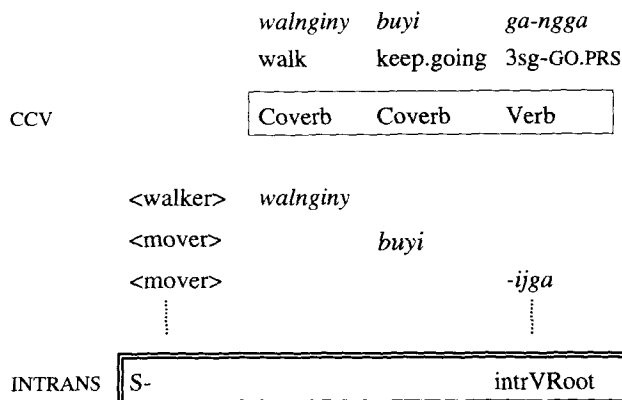 walnginy buyi ga-ngga
walk keep.going 3sg-GO.PRS
CCV Coverb Coverb Verb
<walker> walnginy
<mover> buyi
<mover> -ijga
INTRANS S- intrVRoot